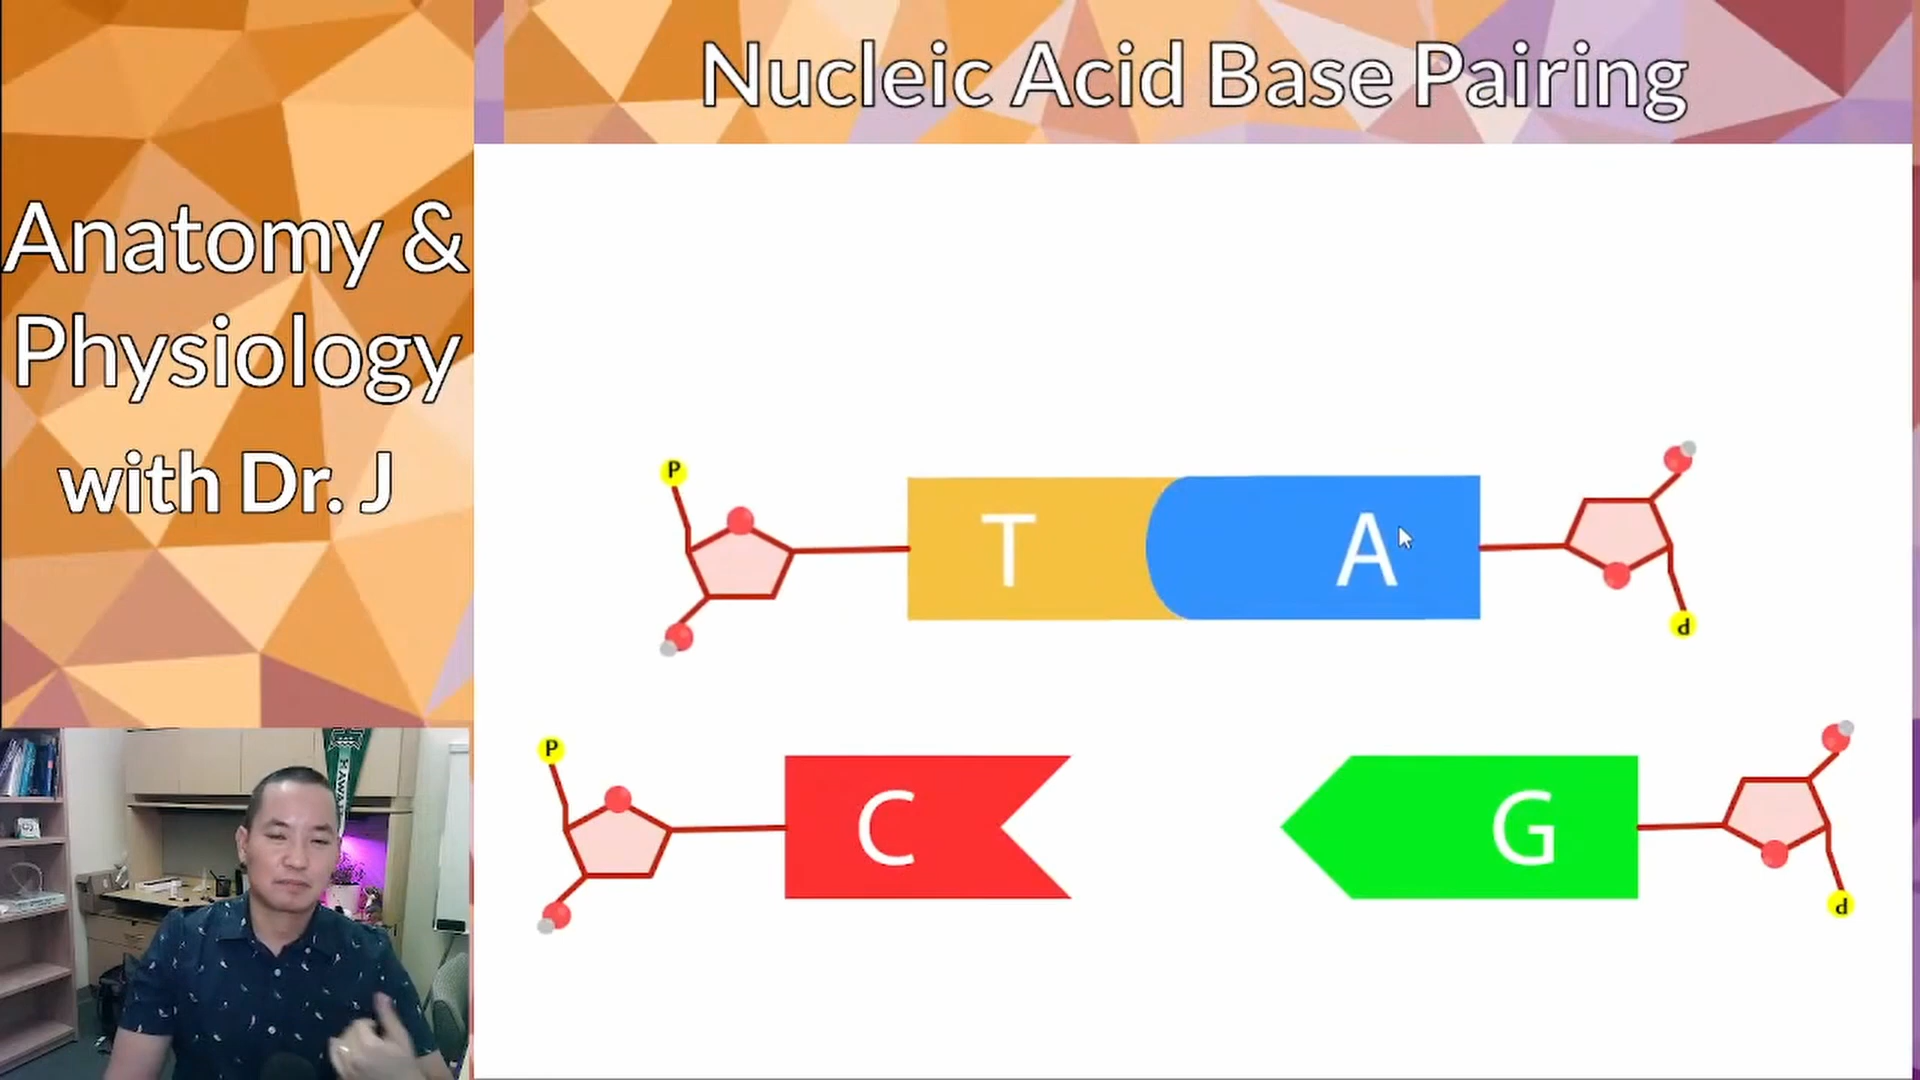 Nucleic Acid Base Pairing
Anatomy &
Physiology
with Dr. J
P
T
A
P
P
C
G
P